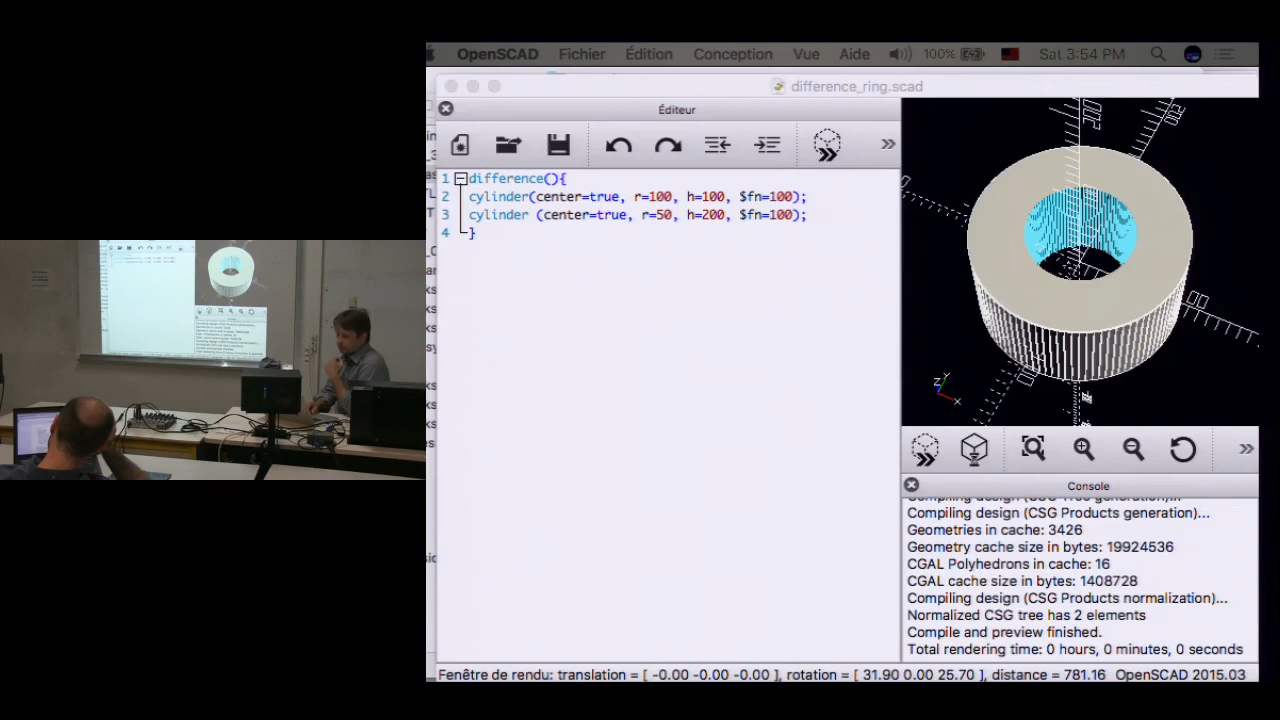 OpenSCAD Fichier Édition Conception Vue Aide 100% Sat 3:54 PM
difference_ring.scad
Éditeur
1 difference(){
2 cylinder(center=true, r=100, h=100, $fn=100);
3 cylinder (center=true, r=50, h=200, $fn=100);
4 }
Console
Compiling design (CSG Tree generation)...
Compiling design (CSG Products generation)...
Geometries in cache: 3426
Geometry cache size in bytes: 19924536
CGAL Polyhedrons in cache: 16
CGAL cache size in bytes: 1408728
Compiling design (CSG Products normalization)...
Normalized CSG tree has 2 elements
Compile and preview finished.
Total rendering time: 0 hours, 0 minutes, 0 seconds
Fenêtre de rendu: translation = [ -0.00 -0.00 -0.00 ], rotation = [ 31.90 0.00 25.70 ], distance = 781.16 OpenSCAD 2015.03